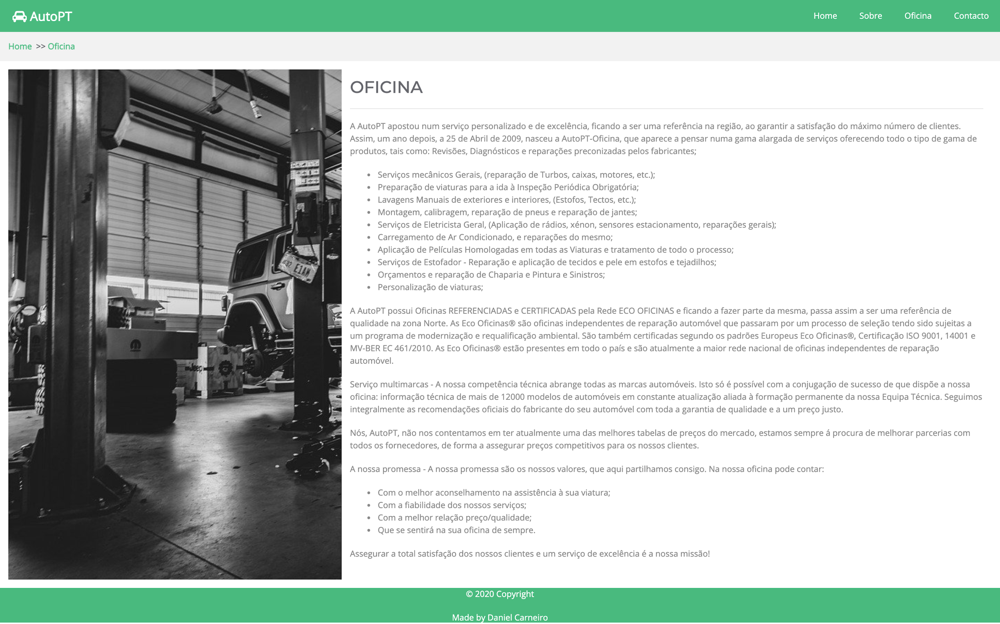 AutoPT
Home Sobre Oficina Contacto
Home >> Oficina
OFICINA
A AutoPT apostou num serviço personalizado e de excelência, ficando a ser uma referência na região, ao garantir a satisfação do máximo número de clientes.
Assim, um ano depois, a 25 de Abril de 2009, nasceu a AutoPT-Oficina, que aparece a pensar numa gama alargada de serviços oferecendo todo o tipo de gama de
produtos, tais como: Revisões, Diagnósticos e reparações preconizadas pelos fabricantes;
• Serviços mecânicos Gerais, (reparação de Turbos, caixas, motores, etc.);
• Preparação de viaturas para a ida à Inspeção Periódica Obrigatória;
• Lavagens Manuais de exteriores e interiores, (Estofos, Tectos, etc.);
• Montagem, calibragem, reparação de pneus e reparação de jantes;
• Serviços de Eletricista Geral, (Aplicação de rádios, xénon, sensores estacionamento, reparações gerais);
• Carregamento de Ar Condicionado, e reparações do mesmo;
• Aplicação de Películas Homologadas em todas as Viaturas e tratamento de todo o processo;
• Serviços de Estofador - Reparação e aplicação de tecidos e pele em estofos e tejadilhos;
• Orçamentos e reparação de Chaparia e Pintura e Sinistros;
• Personalização de viaturas;
A AutoPT possui Oficinas REFERENCIADAS e CERTIFICADAS pela Rede ECO OFICINAS e ficando a fazer parte da mesma, passa assim a ser uma referência de
qualidade na zona Norte. As Eco Oficinas® são oficinas independentes de reparação automóvel que passaram por um processo de seleção tendo sido sujeitas a
um programa de modernização e requalificação ambiental. São também certificadas segundo os padrões Europeus Eco Oficinas®, Certificação ISO 9001, 14001 e
MV-BER EC 461/2010. As Eco Oficinas® estão presentes em todo o país e são atualmente a maior rede nacional de oficinas independentes de reparação
automóvel.
Serviço multimarcas - A nossa competência técnica abrange todas as marcas automóveis. Isto só é possível com a conjugação de sucesso de que dispõe a nossa
oficina: informação técnica de mais de 12000 modelos de automóveis em constante atualização aliada à formação permanente da nossa Equipa Técnica. Seguimos
integralmente as recomendações oficiais do fabricante do seu automóvel com toda a garantia de qualidade e a um preço justo.
Nós, AutoPT, não nos contentamos em ter atualmente uma das melhores tabelas de preços do mercado, estamos sempre á procura de melhorar parcerias com
todos os fornecedores, de forma a assegurar preços competitivos para os nossos clientes.
A nossa promessa - A nossa promessa são os nossos valores, que aqui partilhamos consigo. Na nossa oficina pode contar:
• Com o melhor aconselhamento na assistência à sua viatura;
• Com a fiabilidade dos nossos serviços;
• Com a melhor relação preço/qualidade;
• Que se sentirá na sua oficina de sempre.
Assegurar a total satisfação dos nossos clientes e um serviço de excelência é a nossa missão!
Jeep
© 2020 Copyright
Made by Daniel Carneiro